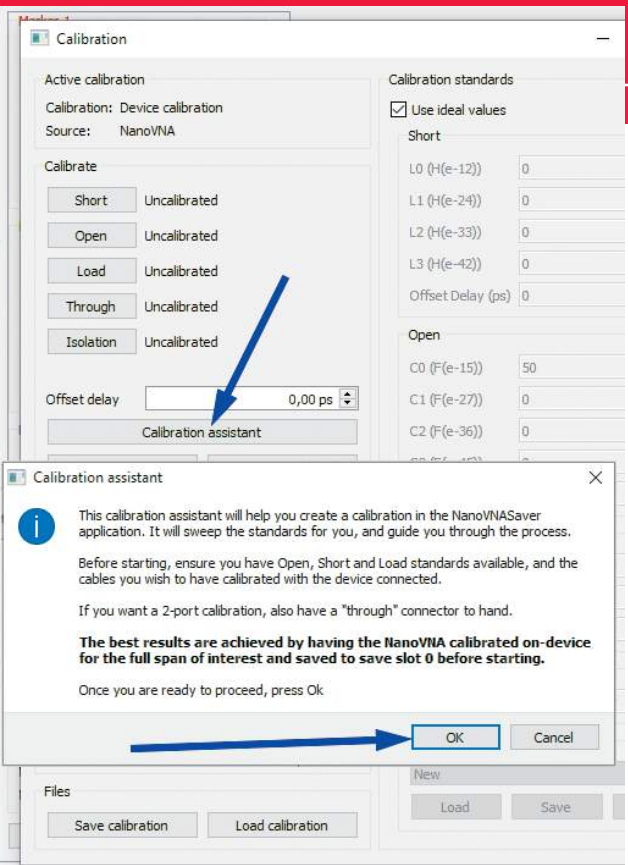 Marker 1
Calibration
Active calibration
Calibration: Device calibration
Source: NanoVNA
Calibrate
Short Uncalibrated
Open Uncalibrated
Load Uncalibrated
Through Uncalibrated
Isolation Uncalibrated
Offset delay 0,00 ps
Calibration assistant
Calibration standards
Use ideal values
Short
L0 (H(e-12)) 0
L1 (H(e-24)) 0
L2 (H(e-33)) 0
L3 (H(e-42)) 0
Offset Delay (ps) 0
Open
C0 (F(e-15)) 50
C1 (F(e-27)) 0
C2 (F(e-36)) 0
Calibration assistant
This calibration assistant will help you create a calibration in the NanoVNASaver
application. It will sweep the standards for you, and guide you through the process.
Before starting, ensure you have Open, Short and Load standards available, and the
cables you wish to have calibrated with the device connected.
If you want a 2-port calibration, also have a "through" connector to hand.
The best results are achieved by having the NanoVNA calibrated on-device
for the full span of interest and saved to save slot 0 before starting.
Once you are ready to proceed, press Ok
OK Cancel
Files
Save calibration Load calibration
New
Load Save